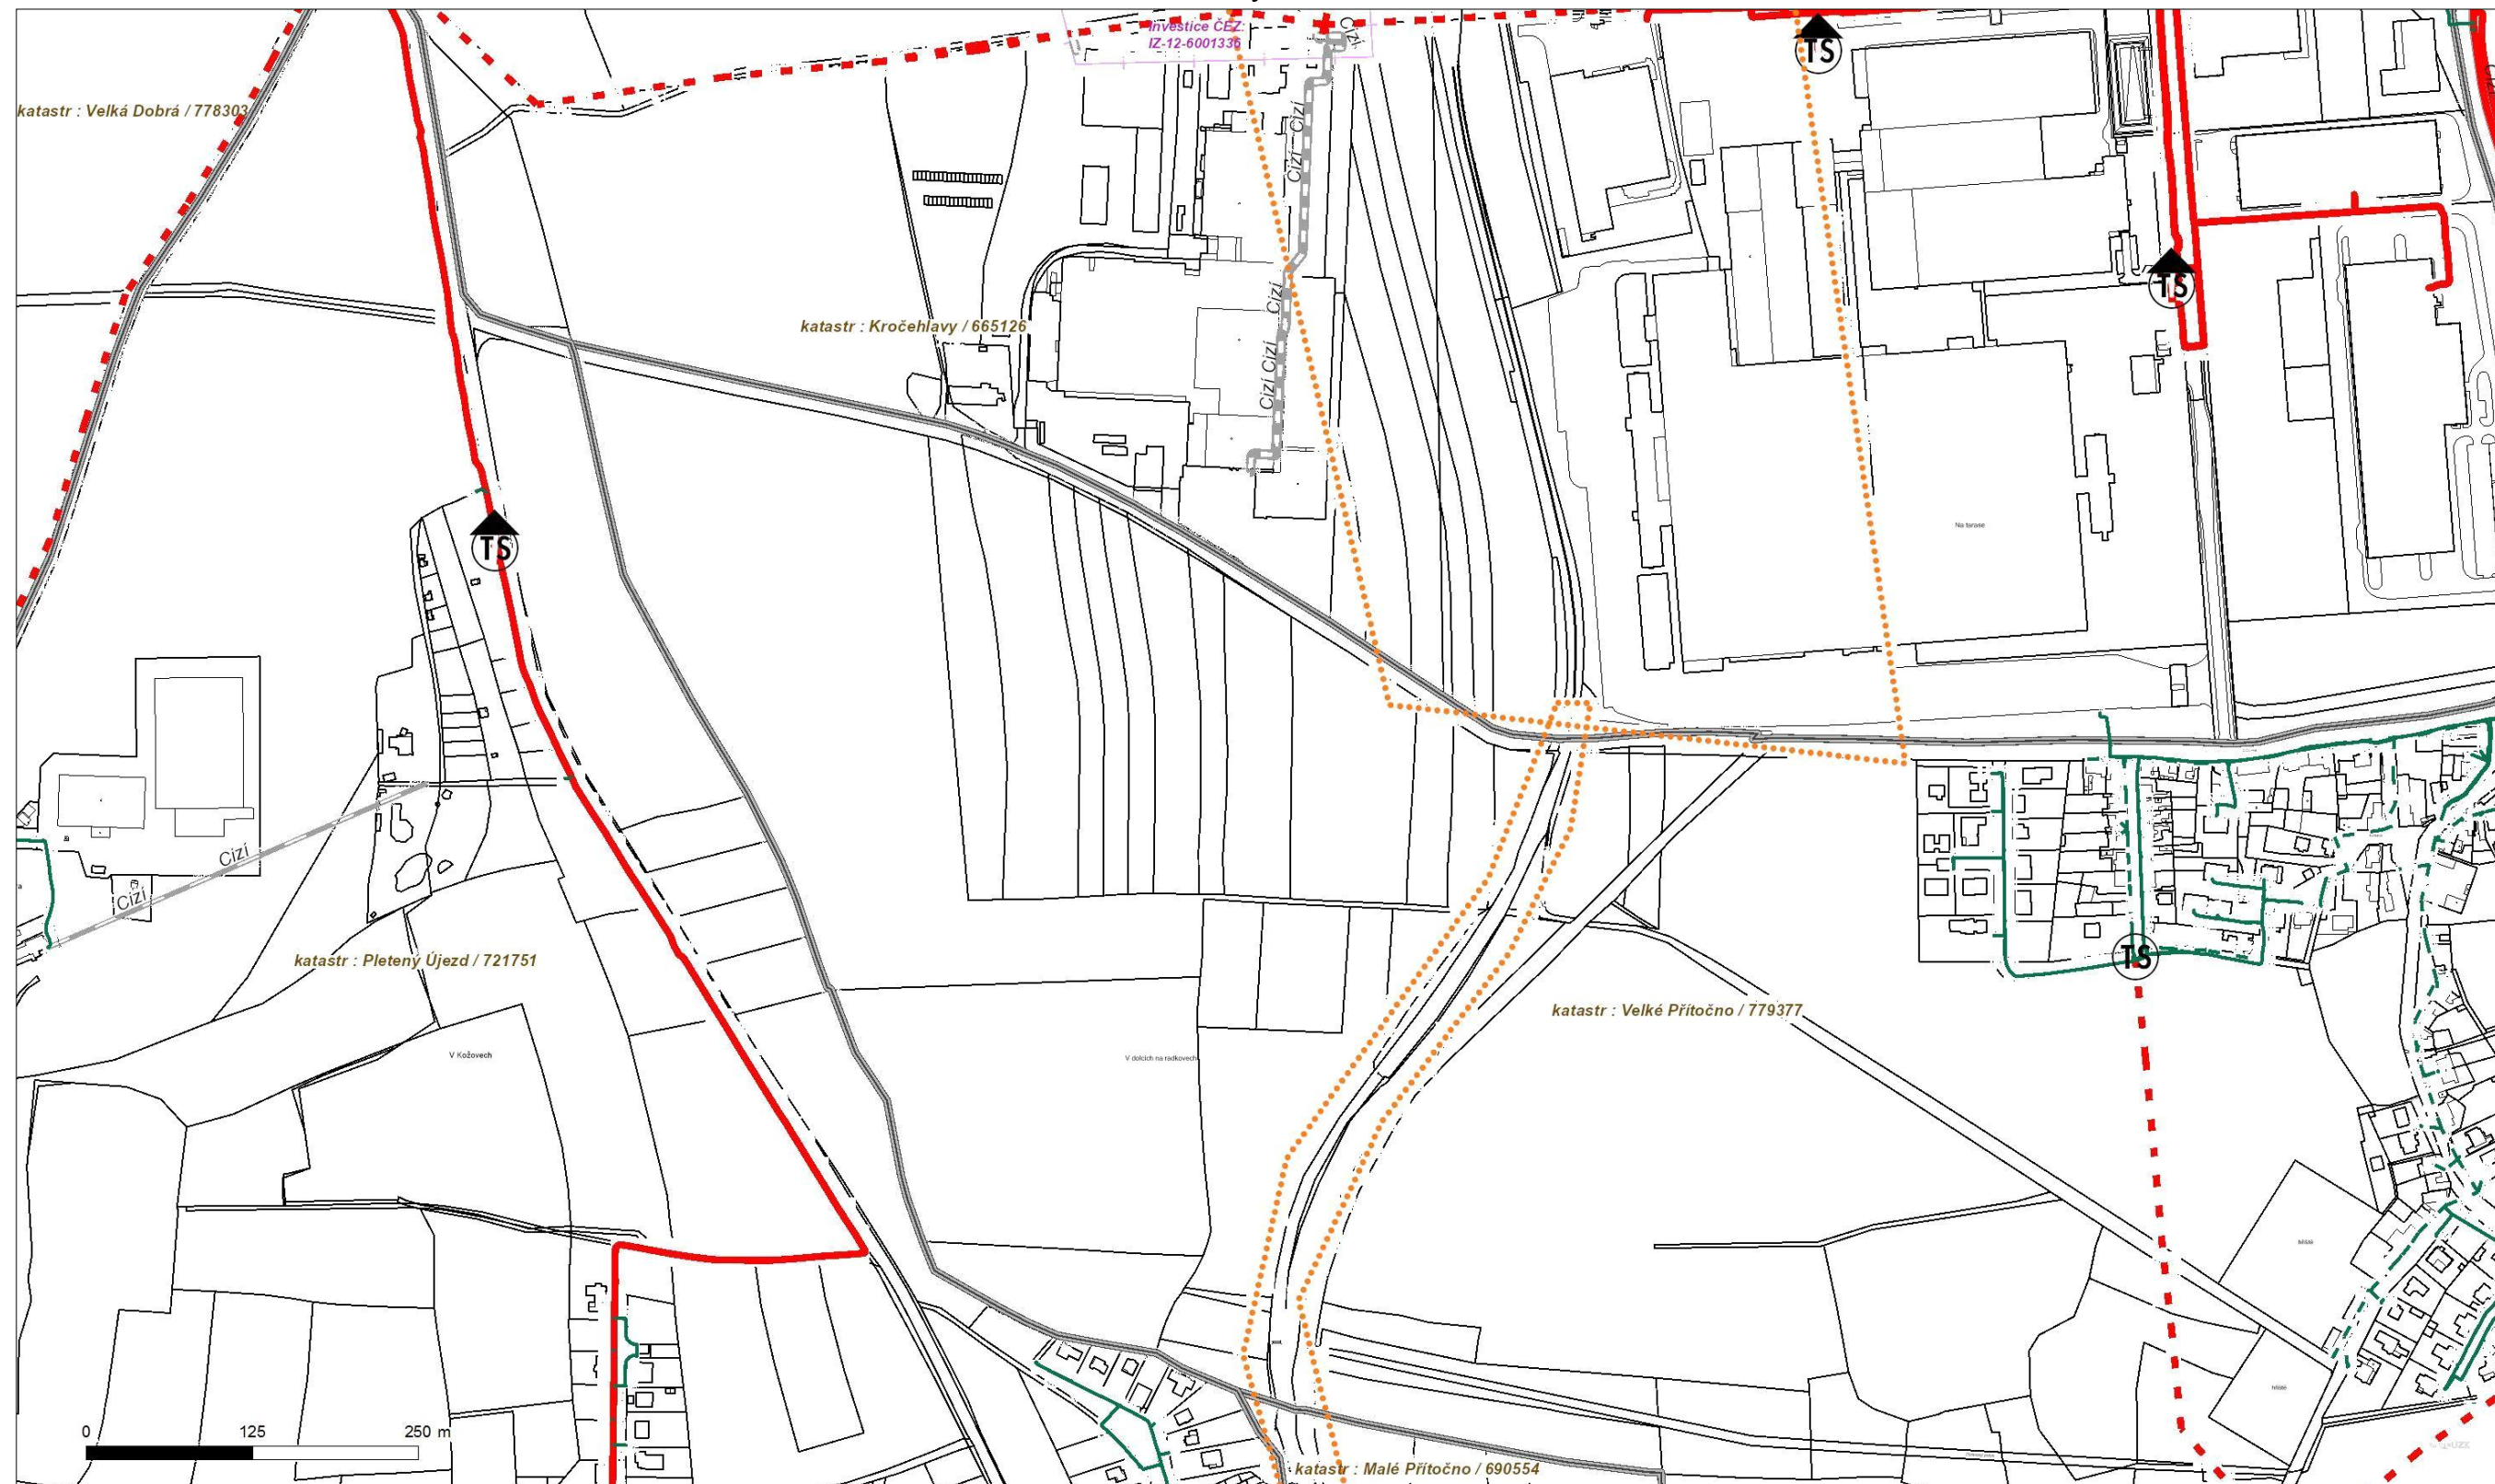 Investice ČEZ:
IZ-12-6001336
Cizí
TS
katastr : Velká Dobrá / 778303
Cizí
Cizí
TS
Cizí
katastr : Kročehlavy / 665126
Cizí
Cizí
Na tarase
TS
Cizí
Cizí
katastr : Pletený Újezd / 721751
TS
katastr : Velké Přítočno / 779377
V Kožovech
V dolcích na radkovech
hřiště
hřiště
0 125 250 m
katastr : Malé Přítočno / 690554